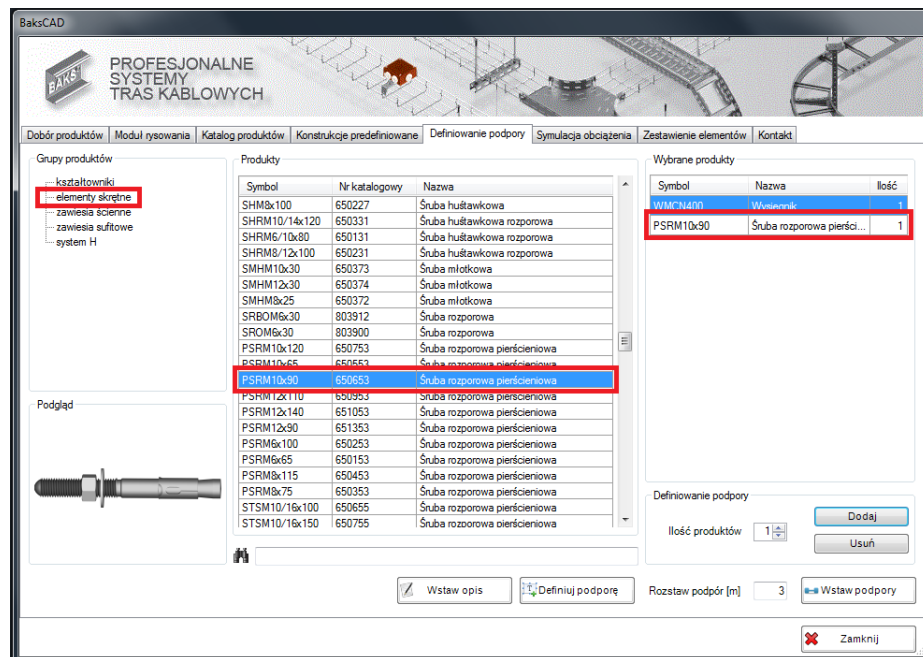 BaksCAD
BAKS
PROFESJONALNE
SYSTEMY
TRAS KABLOWYCH
Dobór produktów Moduł rysowania Katalog produktów Konstrukcje predefiniowane Definiowanie podpory Symulacja obciążenia Zestawienie elementów Kontakt
Grupy produktów
kształtowniki
elementy skrętne
zawiesia ścienne
zawiesia sufitowe
system H
Podgląd
Produkty
Symbol Nr katalogowy Nazwa
SHM8x100 650227 Śruba huśtawkowa
SHRM10/14x120 650331 Śruba huśtawkowa rozporowa
SHRM6/10x80 650131 Śruba huśtawkowa rozporowa
SHRM8/12x100 650231 Śruba huśtawkowa rozporowa
SMHM10x30 650373 Śruba młotkowa
SMHM12x30 650374 Śruba młotkowa
SMHM8x25 650372 Śruba młotkowa
SRBOM6x30 803912 Śruba rozporowa
SROM6x30 803900 Śruba rozporowa
PSRM10x120 650753 Śruba rozporowa pierścieniowa
PSRM10x65 650553 Śruba rozporowa pierścieniowa
PSRM10x90 650653 Śruba rozporowa pierścieniowa
PSRM12x110 650953 Śruba rozporowa pierścieniowa
PSRM12x140 651053 Śruba rozporowa pierścieniowa
PSRM12x90 651353 Śruba rozporowa pierścieniowa
PSRM6x100 650253 Śruba rozporowa pierścieniowa
PSRM6x65 650153 Śruba rozporowa pierścieniowa
PSRM8x115 650453 Śruba rozporowa pierścieniowa
PSRM8x75 650353 Śruba rozporowa pierścieniowa
STSM10/16x100 650655 Śruba rozporowa pierścieniowa
STSM10/16x150 650755 Śruba rozporowa pierścieniowa
Wybrane produkty
Symbol Nazwa Ilość
WMCN400 Wysięgnik 1
PSRM10x90 Śruba rozporowa pierści... 1
Definiowanie podpory
Ilość produktów 1 Dodaj
Usuń
Wstaw opis Definiuj podporę Rozstaw podpór [m] 3 Wstaw podpory
Zamknij